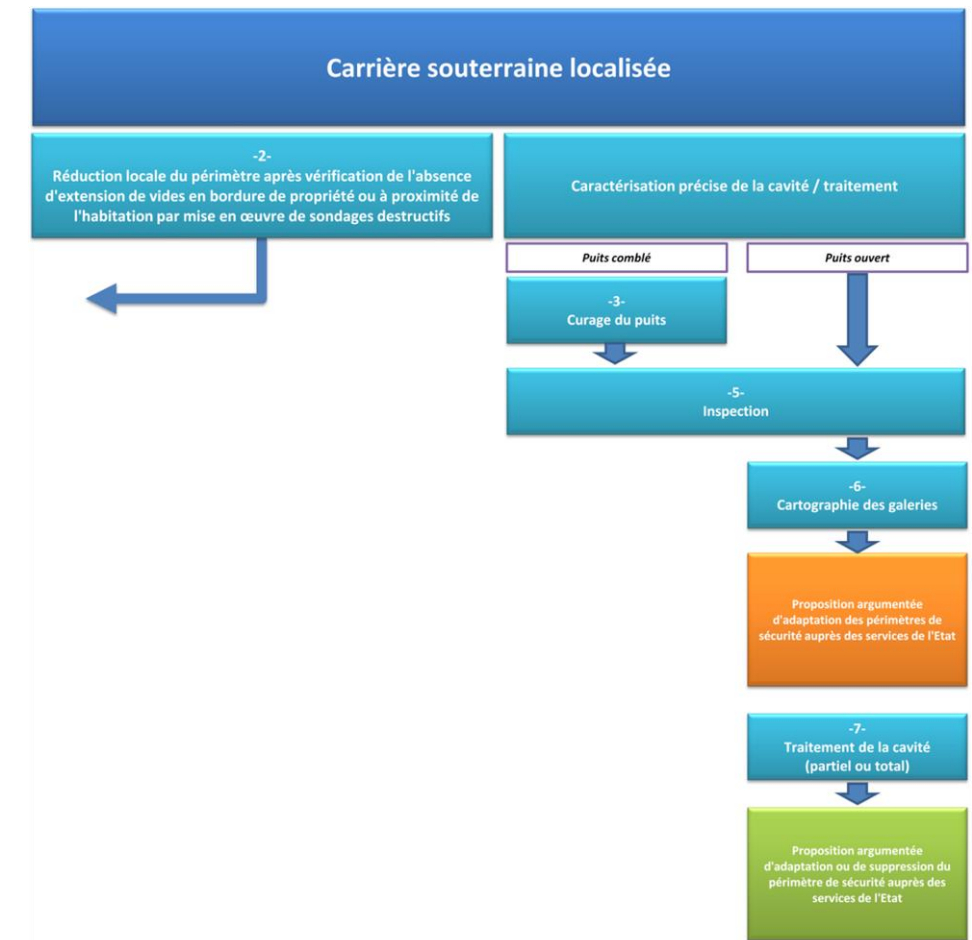 Carrière souterraine localisée
-2-
Réduction locale du périmètre après vérification de l'absence
d'extension de vides en bordure de propriété ou à proximité de
l'habitation par mise en œuvre de sondages destructifs
Caractérisation précise de la cavité / traitement
Puits comblé
Puits ouvert
-3-
Curage du puits
-5-
Inspection
-6-
Cartographie des galeries
Proposition argumentée
d'adaptation des périmètres de
sécurité auprès des services de l'Etat
-7-
Traitement de la cavité
(partiel ou total)
Proposition argumentée
d'adaptation ou de suppression du
périmètre de sécurité auprès des
services de l'Etat